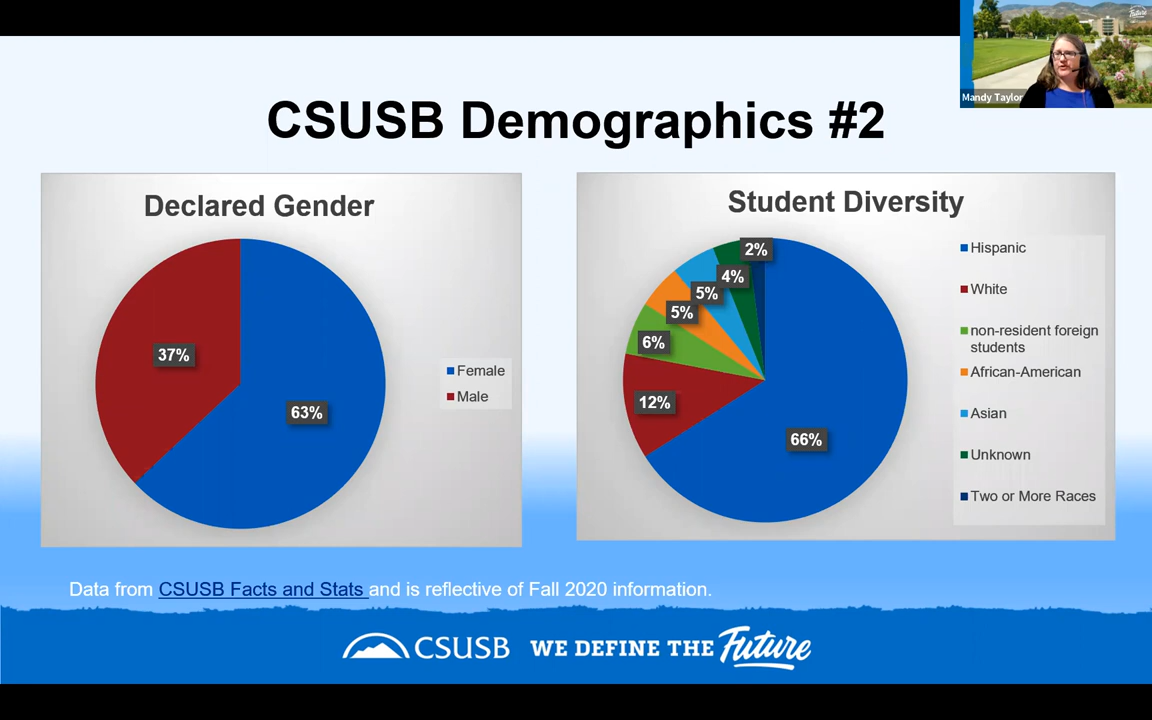 Future
Mandy Taylor
CSUSB Demographics #2
Declared Gender
37%
63%
Female
Male
Student Diversity
2%
4%
5%
5%
6%
12%
66%
Hispanic
White
non-resident foreign
students
African-American
Asian
Unknown
Two or More Races
Data from CSUSB Facts and Stats and is reflective of Fall 2020 information.
CSUSB WE DEFINE THE Future